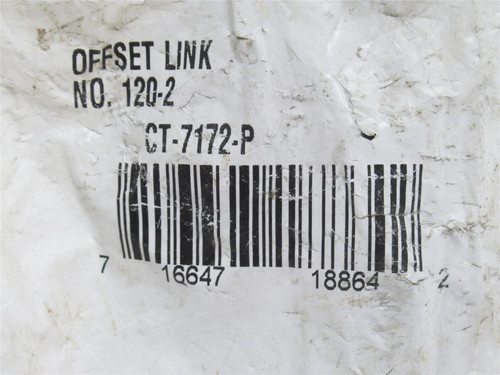 OFFSET LINK
NO. 120-2
CT-7172-P
7 16647 18864 2